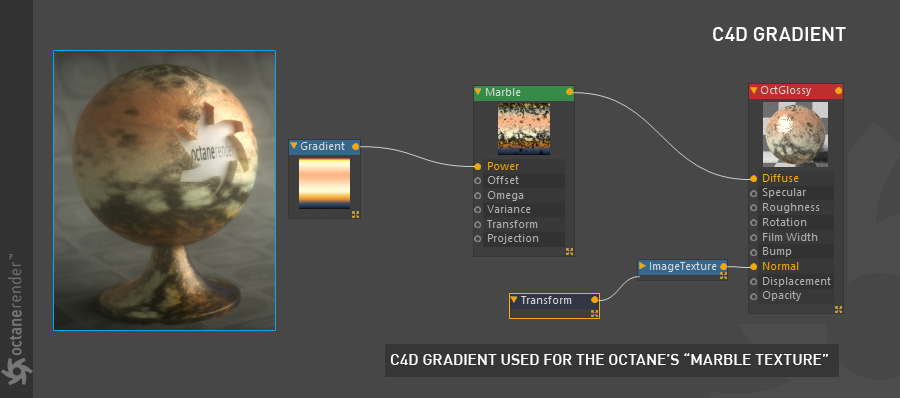 C4D GRADIENT
octanerender
Gradient
Marble
Power
Offset
Omega
Variance
Transform
Projection
OctGlossy
Diffuse
Specular
Roughness
Rotation
Film Width
Bump
Normal
Displacement
Opacity
ImageTexture
Transform
C4D GRADIENT USED FOR THE OCTANE'S “MARBLE TEXTURE”
octanerender™